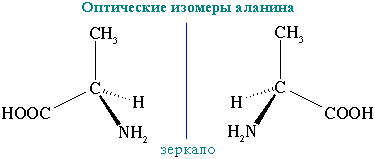 Оптические изомеры аланина
CH3 CH3
C H H C
HOOC COOH
NH2 H2N
зеркало